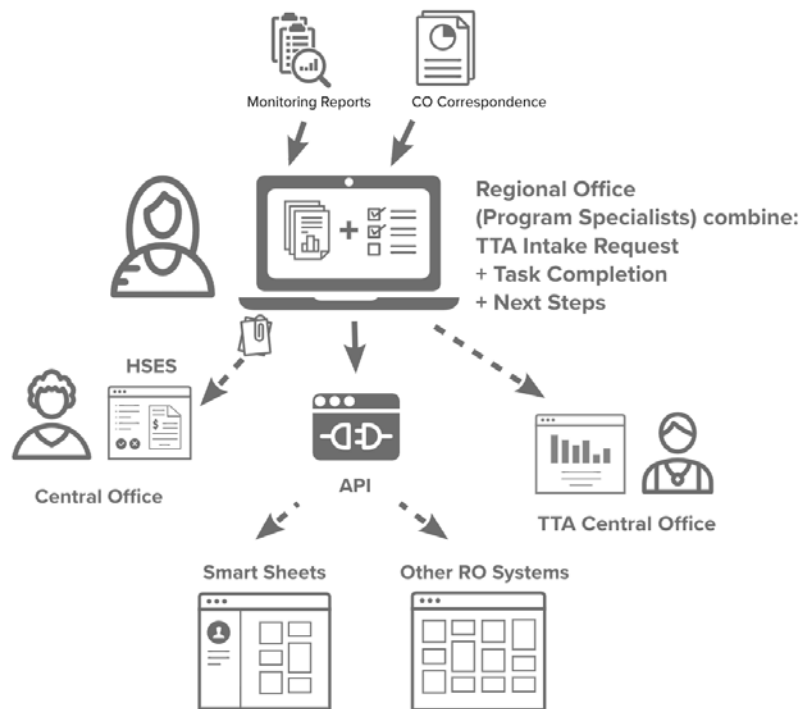 Monitoring Reports
CO Correspondence
Regional Office
(Program Specialists) combine:
TTA Intake Request
+ Task Completion
+ Next Steps
HSES
Central Office
API
TTA Central Office
Smart Sheets
Other RO Systems